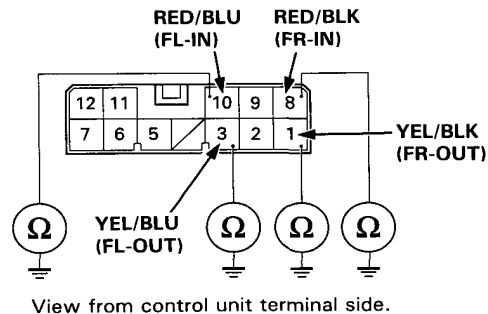 RED/BLU RED/BLK
(FL-IN) (FR-IN)
12 11 10 9 8
7 6 5 3 2 1
YEL/BLK
(FR-OUT)
YEL/BLU
(FL-OUT)
Ω Ω Ω Ω
View from control unit terminal side.